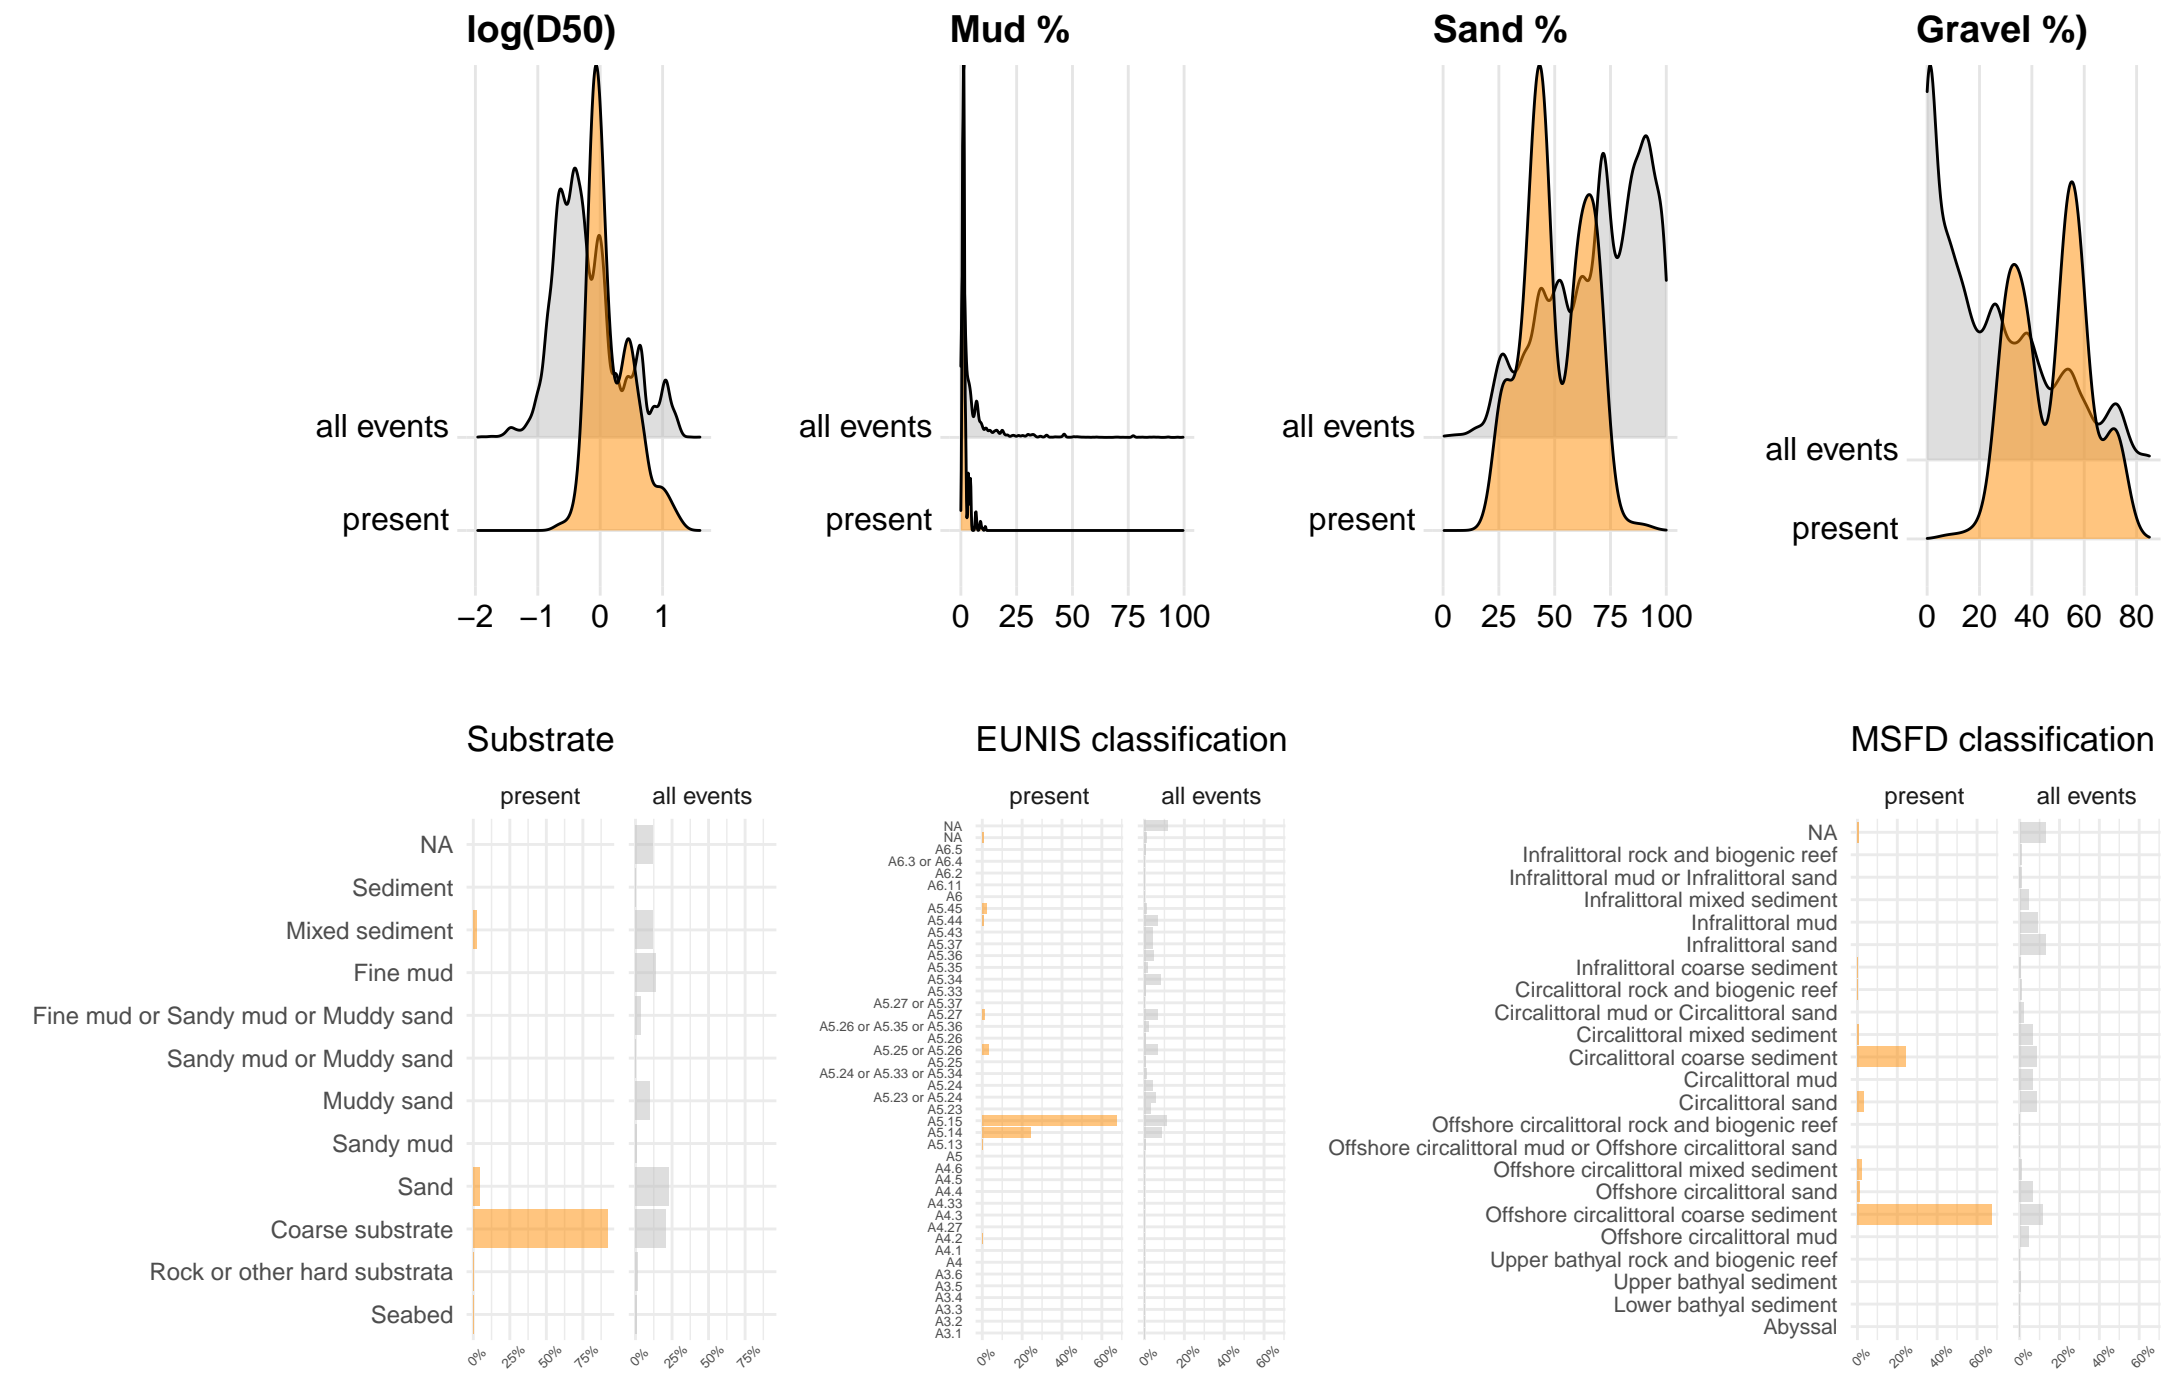 log(D50)
Mud %
Sand %
Gravel %)
all events
present
−2 −1 0 1
all events
present
0 25 50 75 100
all events
present
0 25 50 75 100
all events
present
0 20 40 60 80
Substrate
present all events
NA
Sediment
Mixed sediment
Fine mud
Fine mud or Sandy mud or Muddy sand
Sandy mud or Muddy sand
Muddy sand
Sandy mud
Sand
Coarse substrate
Rock or other hard substrata
Seabed
0% 25% 50% 75% 0% 25% 50% 75%
EUNIS classification
present all events
NA
NA
A6.5
A6.3 or A6.4
A6.2
A6.11
A6
A5.45
A5.44
A5.43
A5.37
A5.36
A5.35
A5.34
A5.33
A5.27 or A5.37
A5.27
A5.26 or A5.35 or A5.36
A5.26
A5.25 or A5.26
A5.25
A5.24 or A5.33 or A5.34
A5.24
A5.23 or A5.24
A5.23
A5.15
A5.14
A5.13
A5
A4.6
A4.5
A4.4
A4.33
A4.3
A4.27
A4.2
A4.1
A4
A3.6
A3.5
A3.4
A3.3
A3.2
A3.1
0% 20% 40% 60% 0% 20% 40% 60%
MSFD classification
present all events
NA
Infralittoral rock and biogenic reef
Infralittoral mud or Infralittoral sand
Infralittoral mixed sediment
Infralittoral mud
Infralittoral sand
Infralittoral coarse sediment
Circalittoral rock and biogenic reef
Circalittoral mud or Circalittoral sand
Circalittoral mixed sediment
Circalittoral coarse sediment
Circalittoral mud
Circalittoral sand
Offshore circalittoral rock and biogenic reef
Offshore circalittoral mud or Offshore circalittoral sand
Offshore circalittoral mixed sediment
Offshore circalittoral sand
Offshore circalittoral coarse sediment
Offshore circalittoral mud
Upper bathyal rock and biogenic reef
Upper bathyal sediment
Lower bathyal sediment
Abyssal
0% 20% 40% 60% 0% 20% 40% 60%